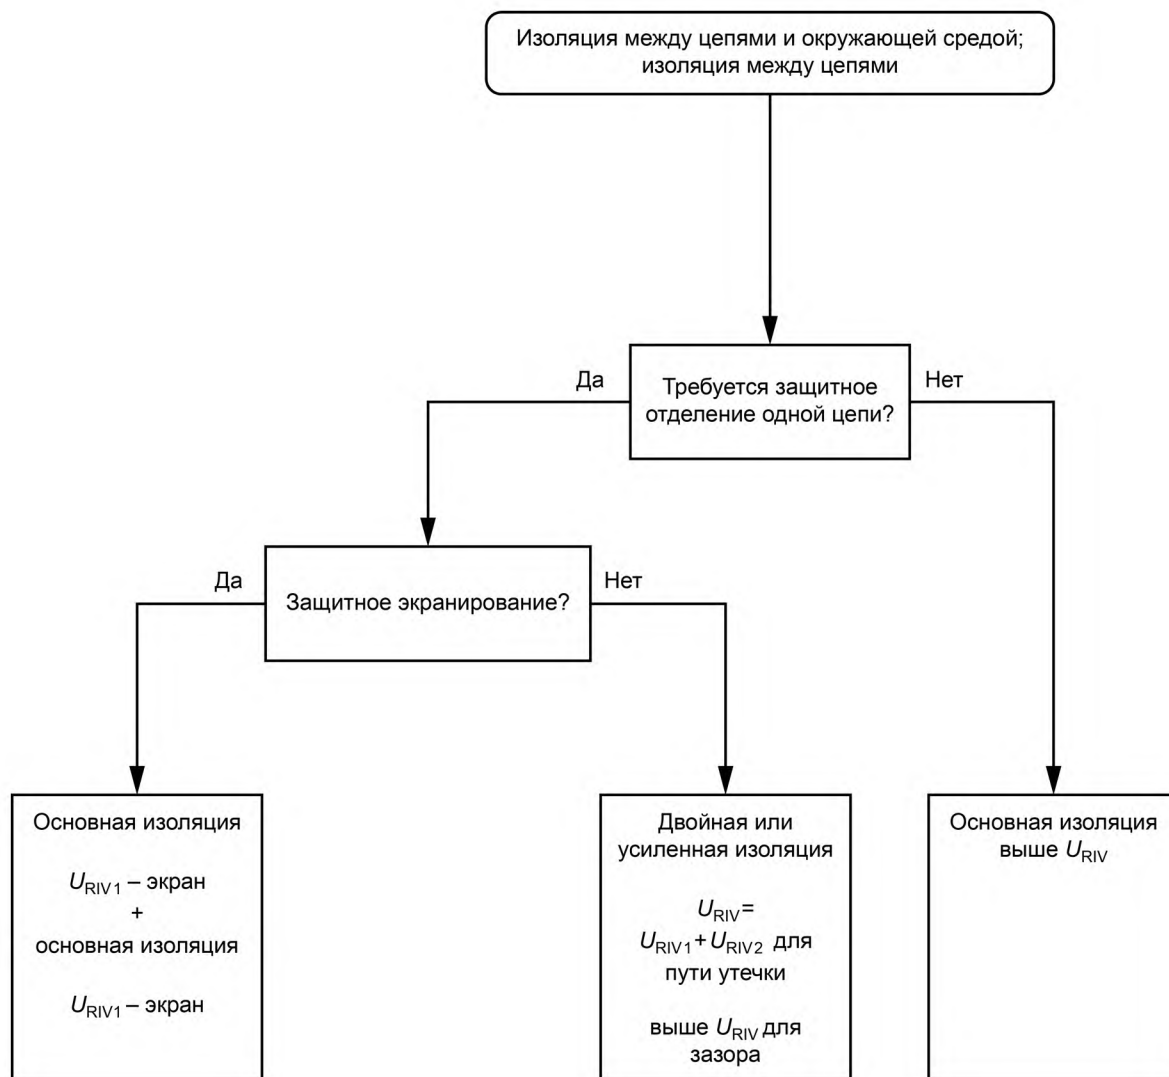 Изоляция между цепями и окружающей средой;
изоляция между цепями
Да
Требуется защитное
отделение одной цепи?
Нет
Да
Защитное экранирование?
Нет
Основная изоляция
URIV1 – экран
+
основная изоляция
URIV1 – экран
Двойная или
усиленная изоляция
URIV =
URIV1 + URIV2 для
пути утечки
выше URIV для
зазора
Основная изоляция
выше URIV